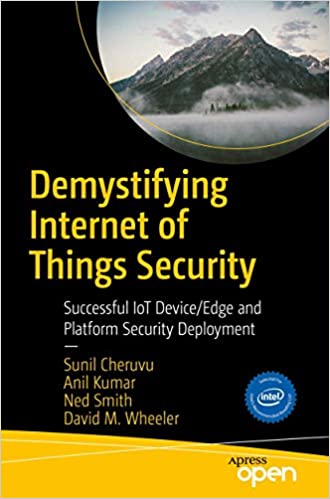 Demystifying
Internet of
Things Security
Successful IoT Device/Edge and
Platform Security Deployment
Sunil Cheruvu
Anil Kumar
Ned Smith
David M. Wheeler
intel
Apress
open